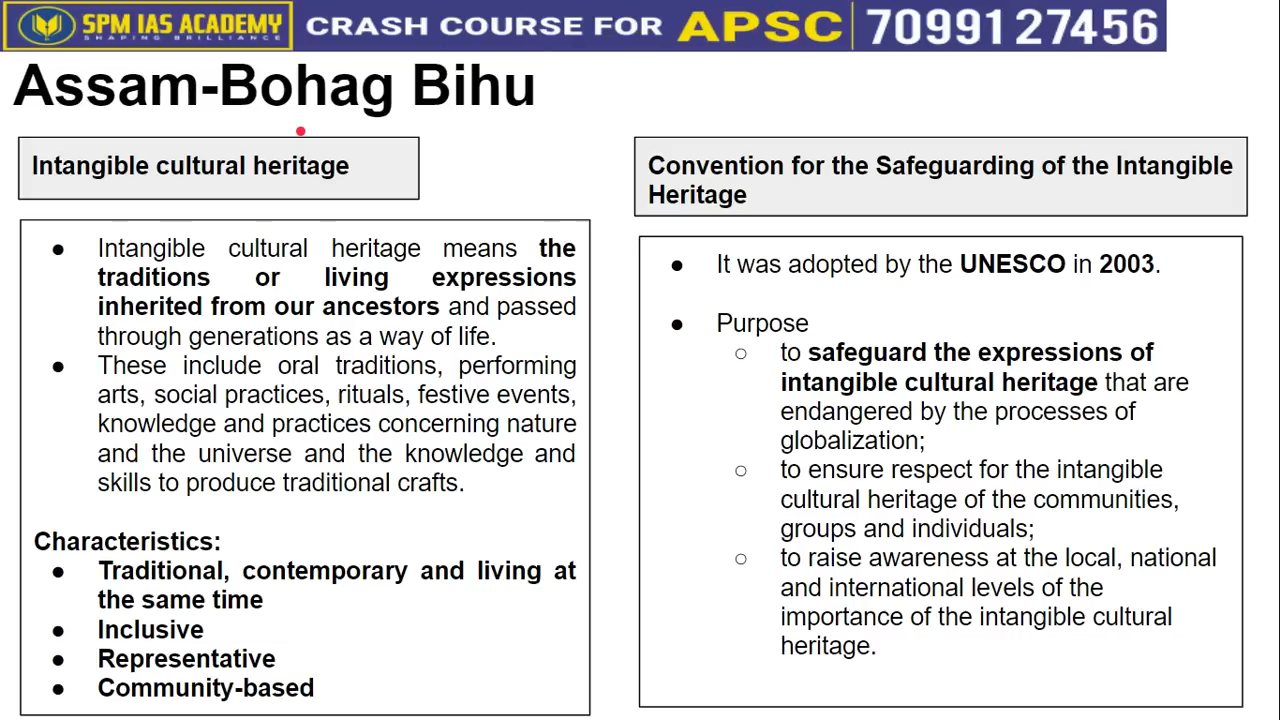 SPM IAS ACADEMY
SHAPING BRILLIANCE
CRASH COURSE FOR APSC 70991 27456
Assam-Bohag Bihu
Intangible cultural heritage
● Intangible cultural heritage means the
traditions or living expressions
inherited from our ancestors and passed
through generations as a way of life.
● These include oral traditions, performing
arts, social practices, rituals, festive events,
knowledge and practices concerning nature
and the universe and the knowledge and
skills to produce traditional crafts.
Characteristics:
● Traditional, contemporary and living at
the same time
● Inclusive
● Representative
● Community-based
Convention for the Safeguarding of the Intangible
Heritage
● It was adopted by the UNESCO in 2003.
● Purpose
○ to safeguard the expressions of
intangible cultural heritage that are
endangered by the processes of
globalization;
○ to ensure respect for the intangible
cultural heritage of the communities,
groups and individuals;
○ to raise awareness at the local, national
and international levels of the
importance of the intangible cultural
heritage.